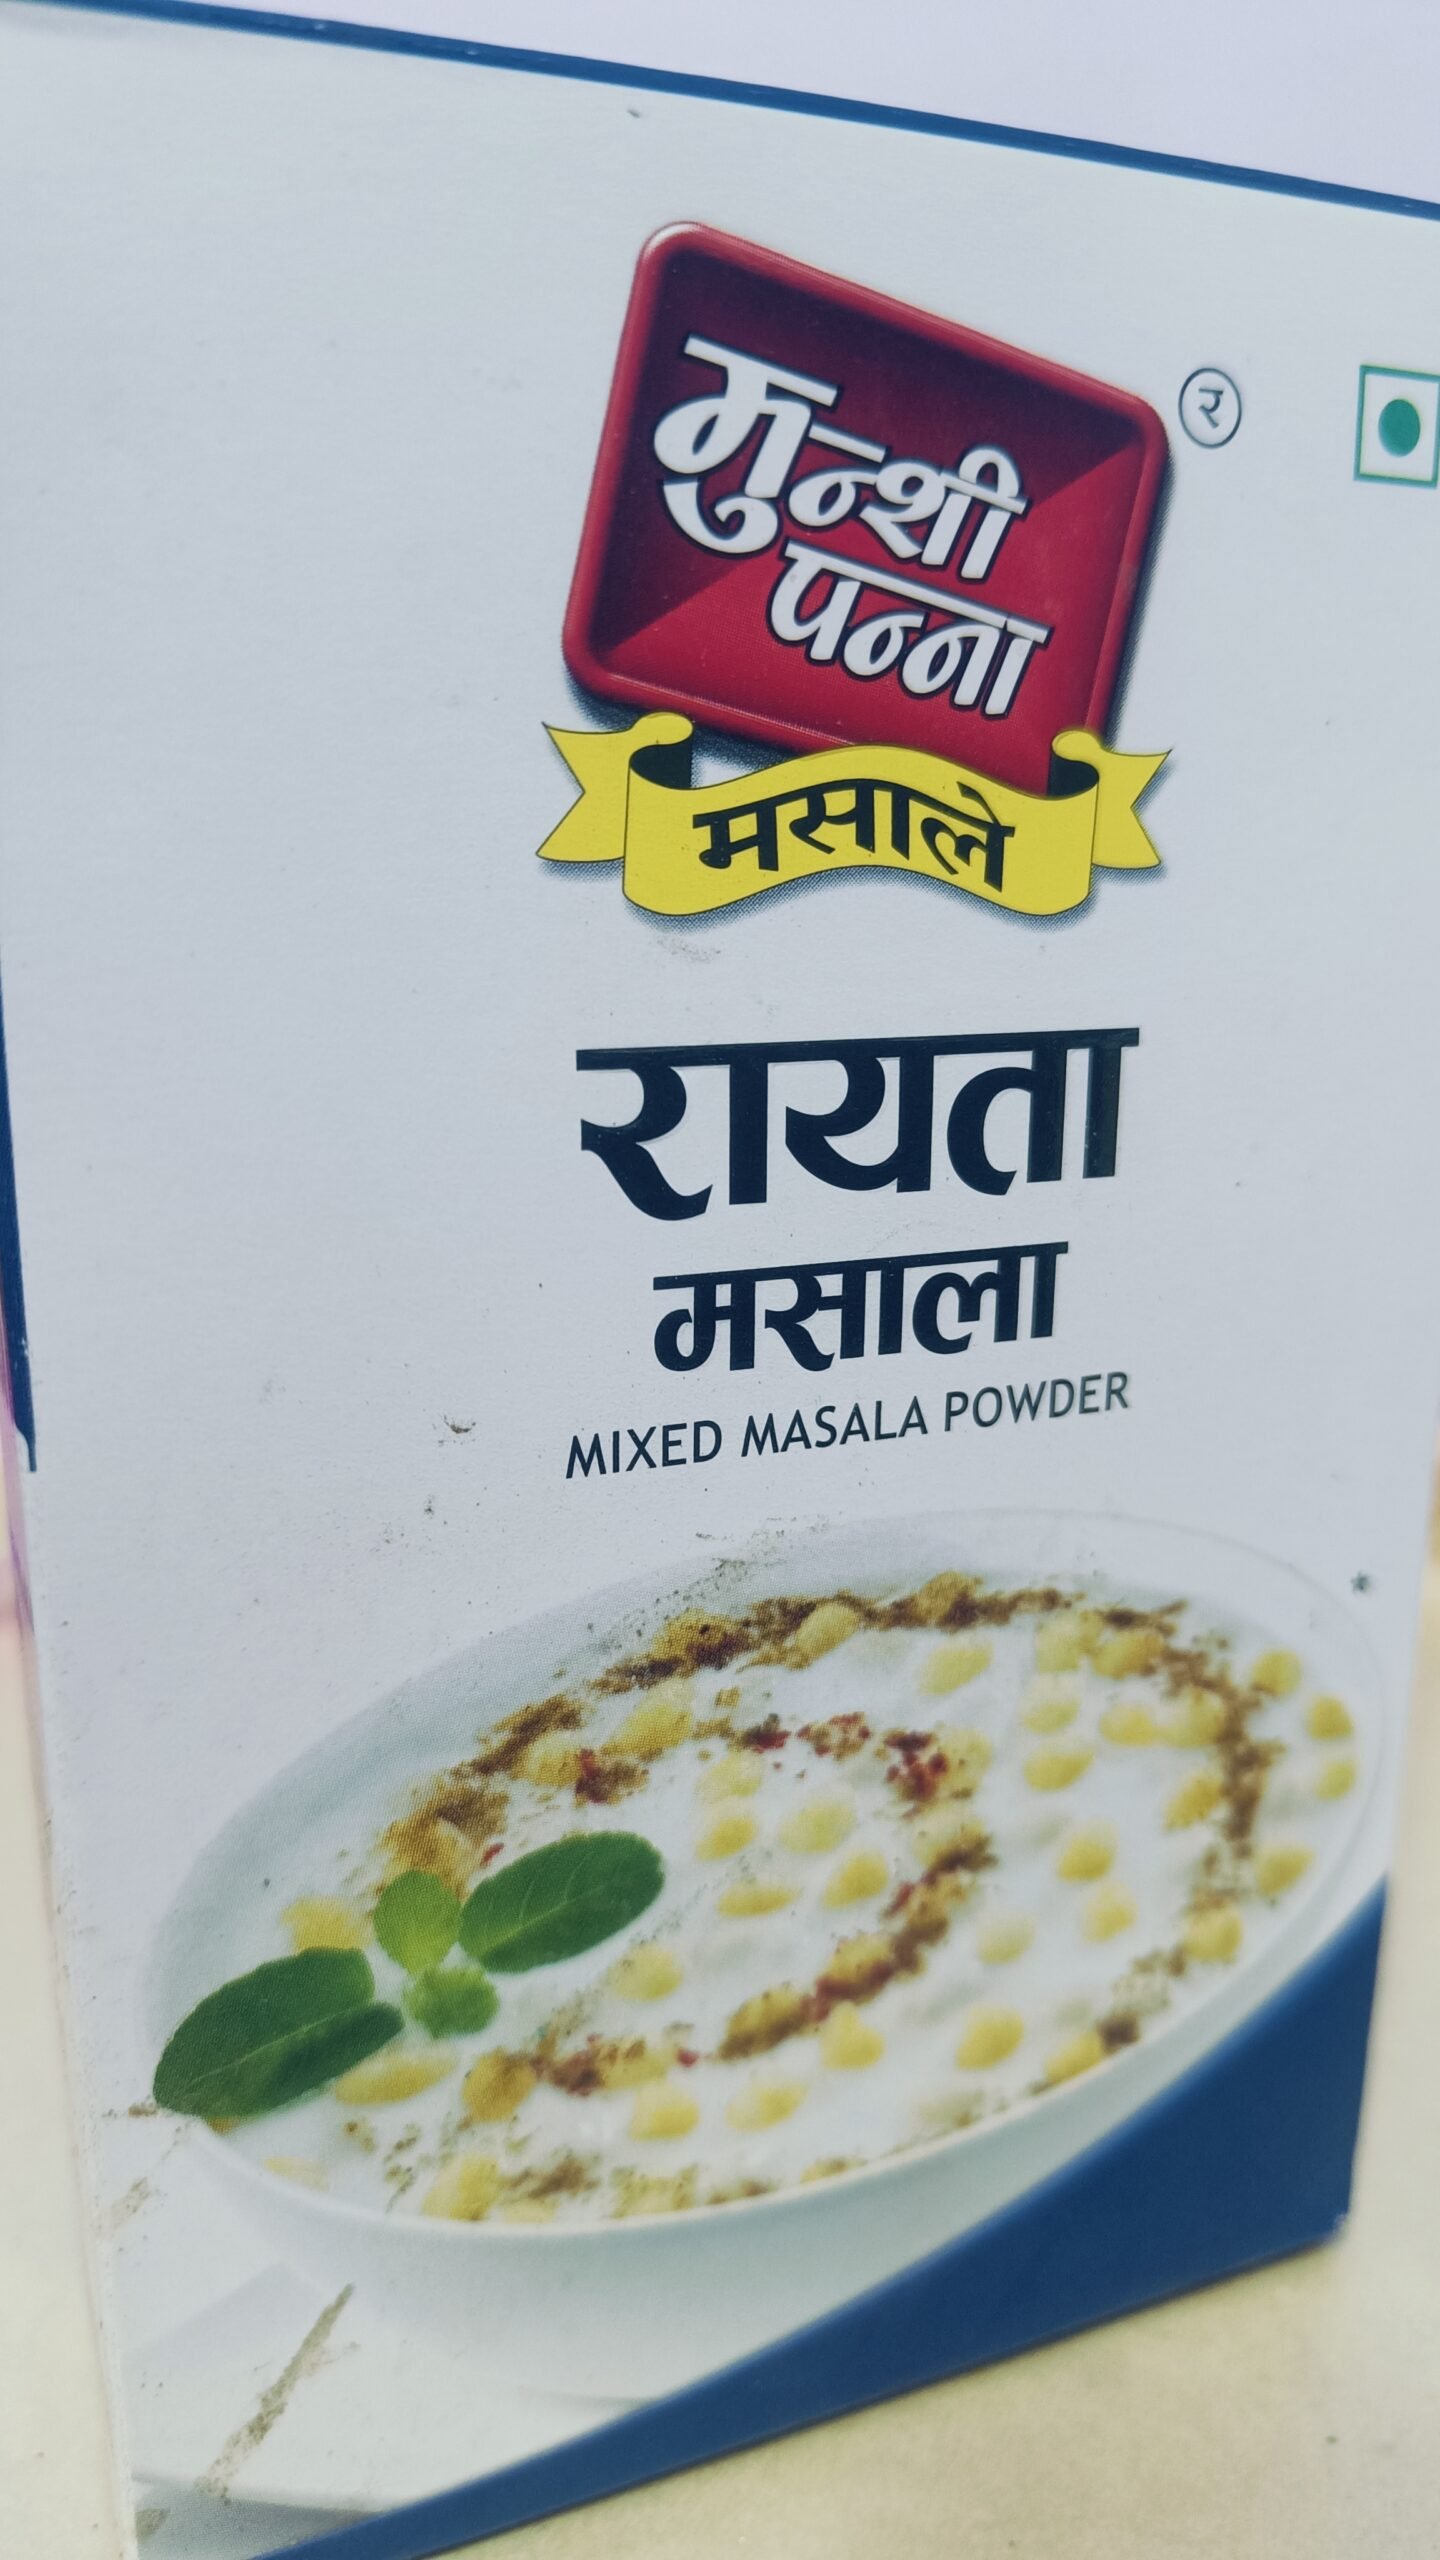 मुन्शी
पन्ना
र
मसाले
रायता
मसाला
MIXED MASALA POWDER
*